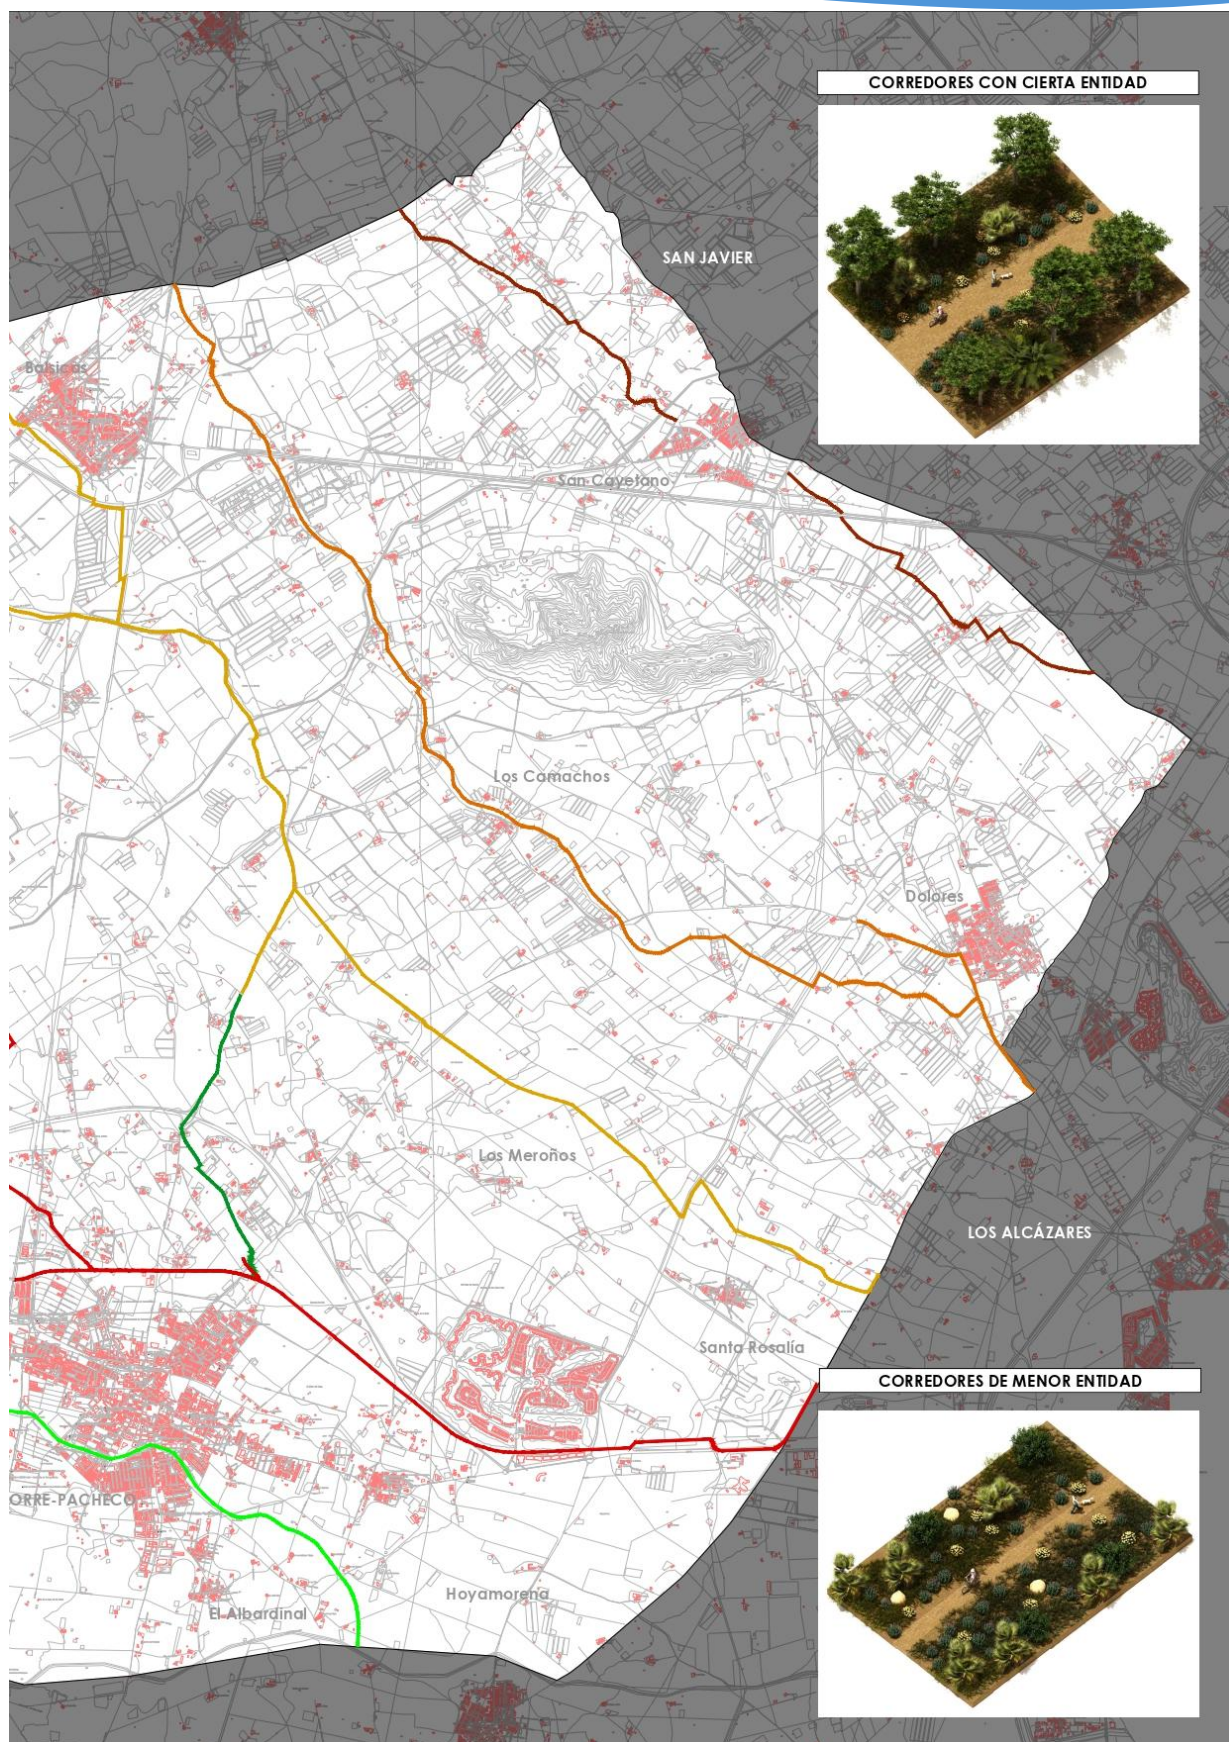 CORREDORES CON CIERTA ENTIDAD
SAN JAVIER
Balsicas
San Cayetano
Los Camachos
Dolores
Los Meroños
LOS ALCÁZARES
Santa Rosalía
CORREDORES DE MENOR ENTIDAD
ORRE-PACHECO
Hoyamorena
El Albardinal